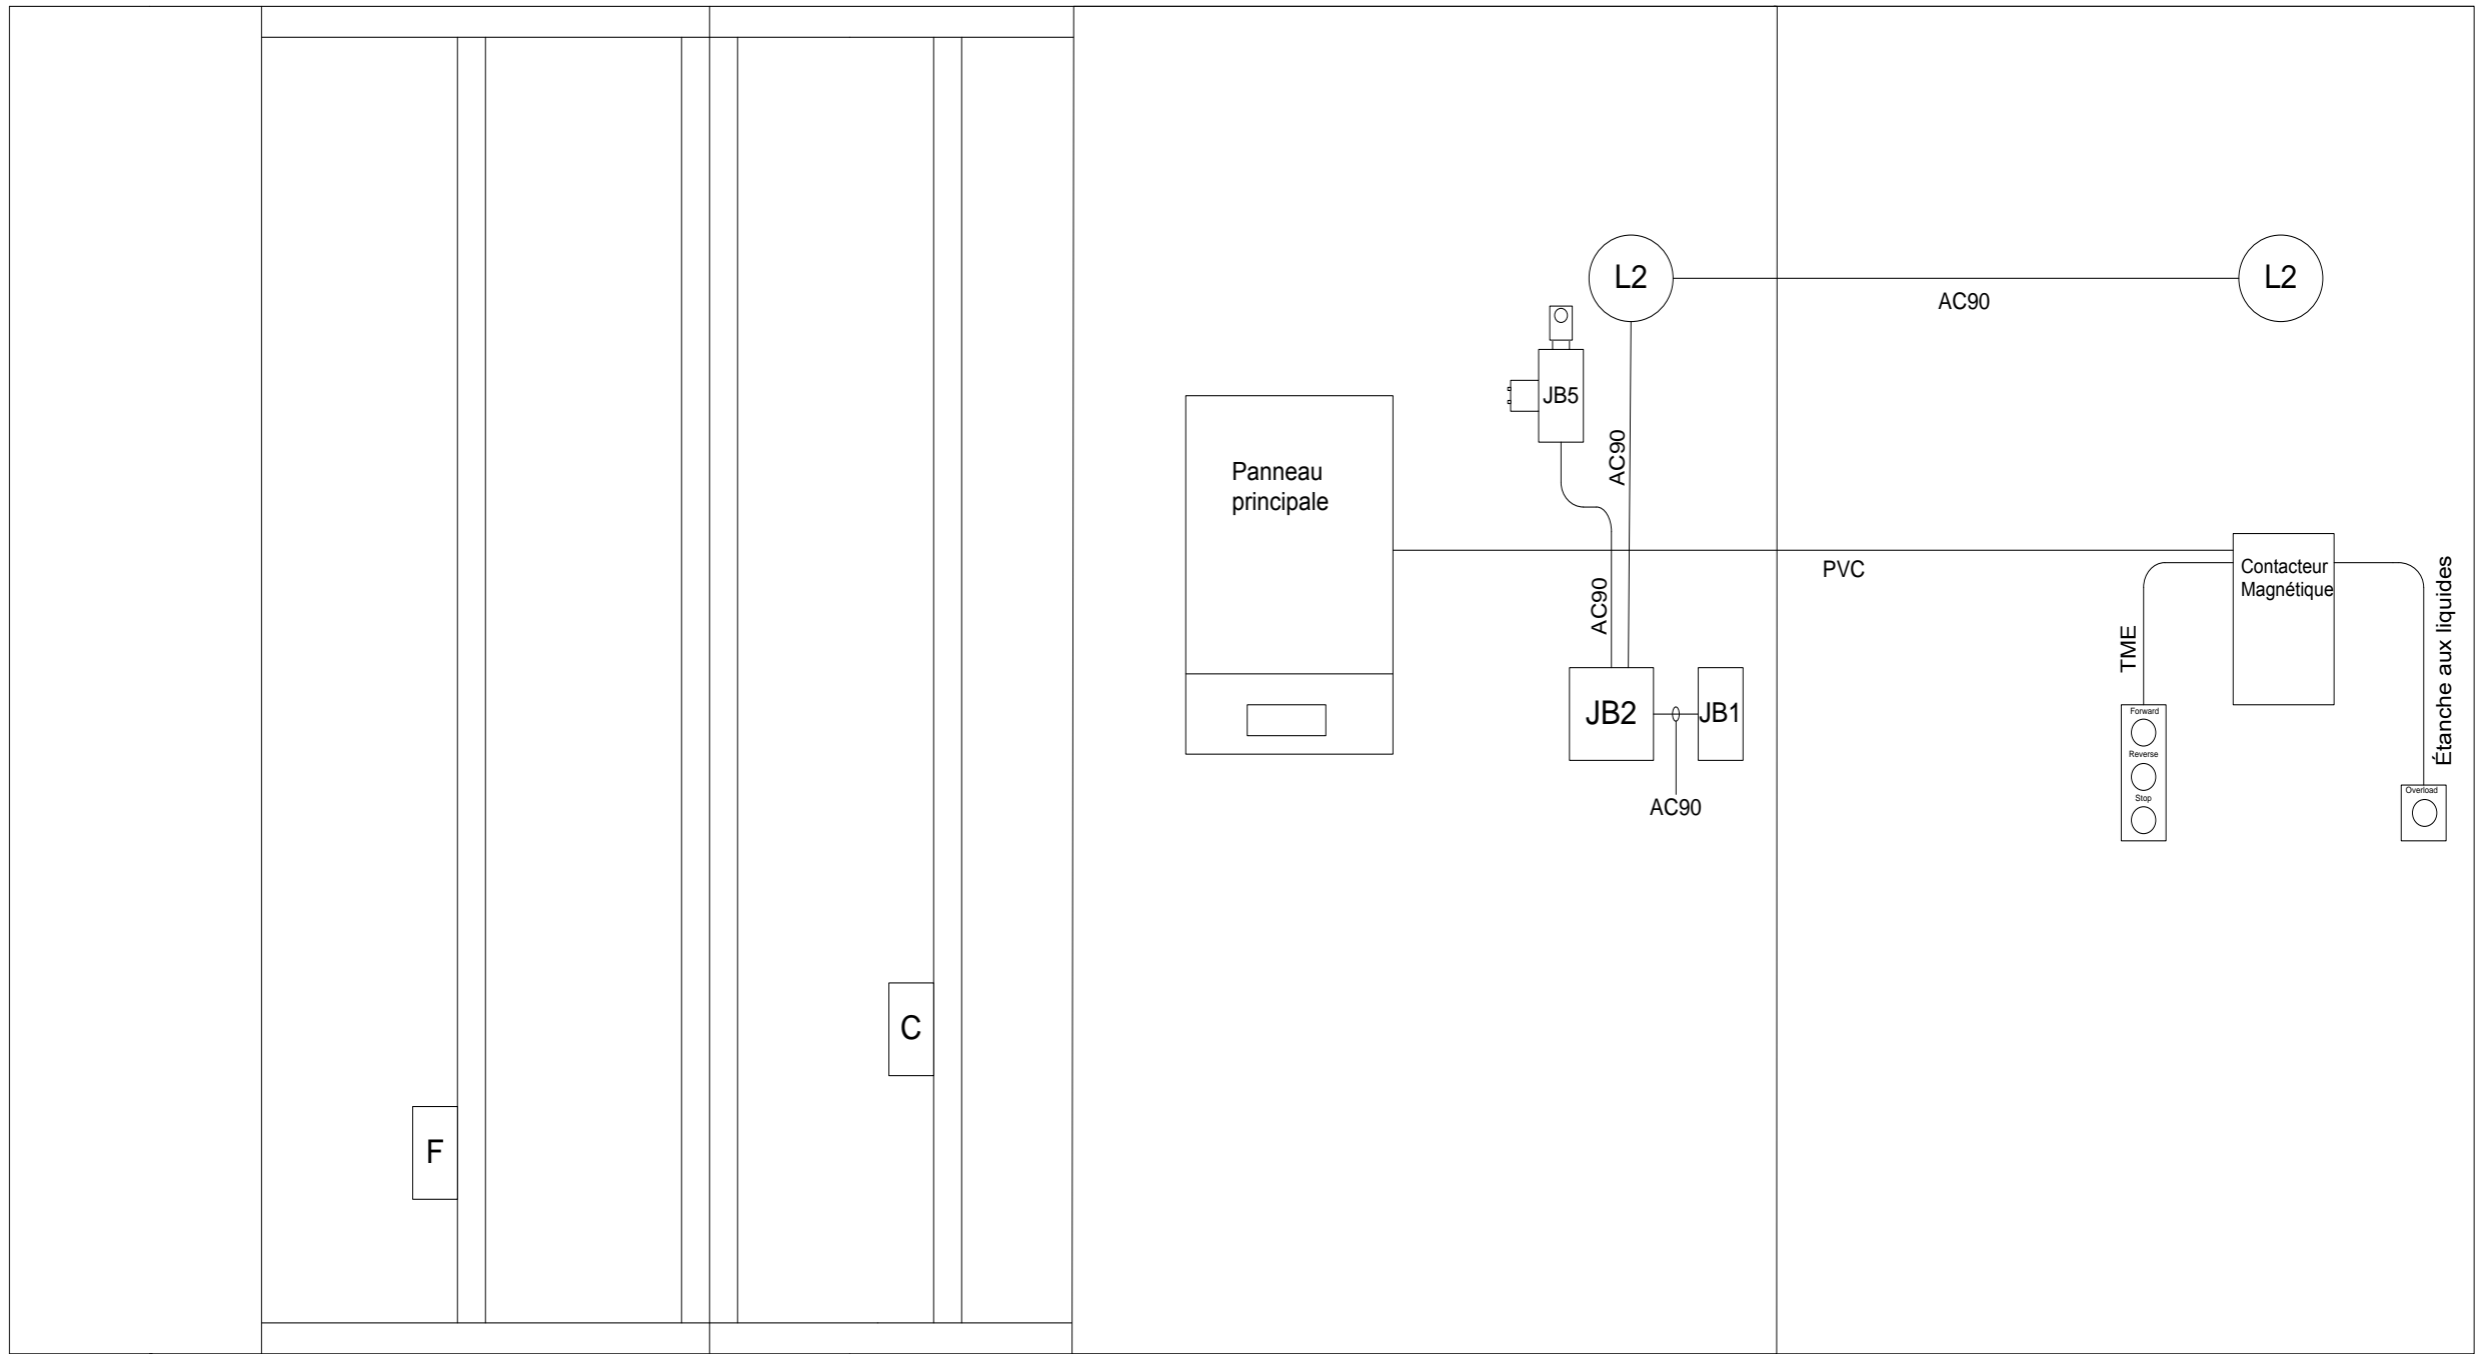 L2
L2
AC90
JB5
AC90
Panneau
principale
PVC
Contacteur
Magnétique
AC90
TME
Étanche aux liquides
JB2
JB1
Forward
Reverse
Stop
AC90
Overload
C
F